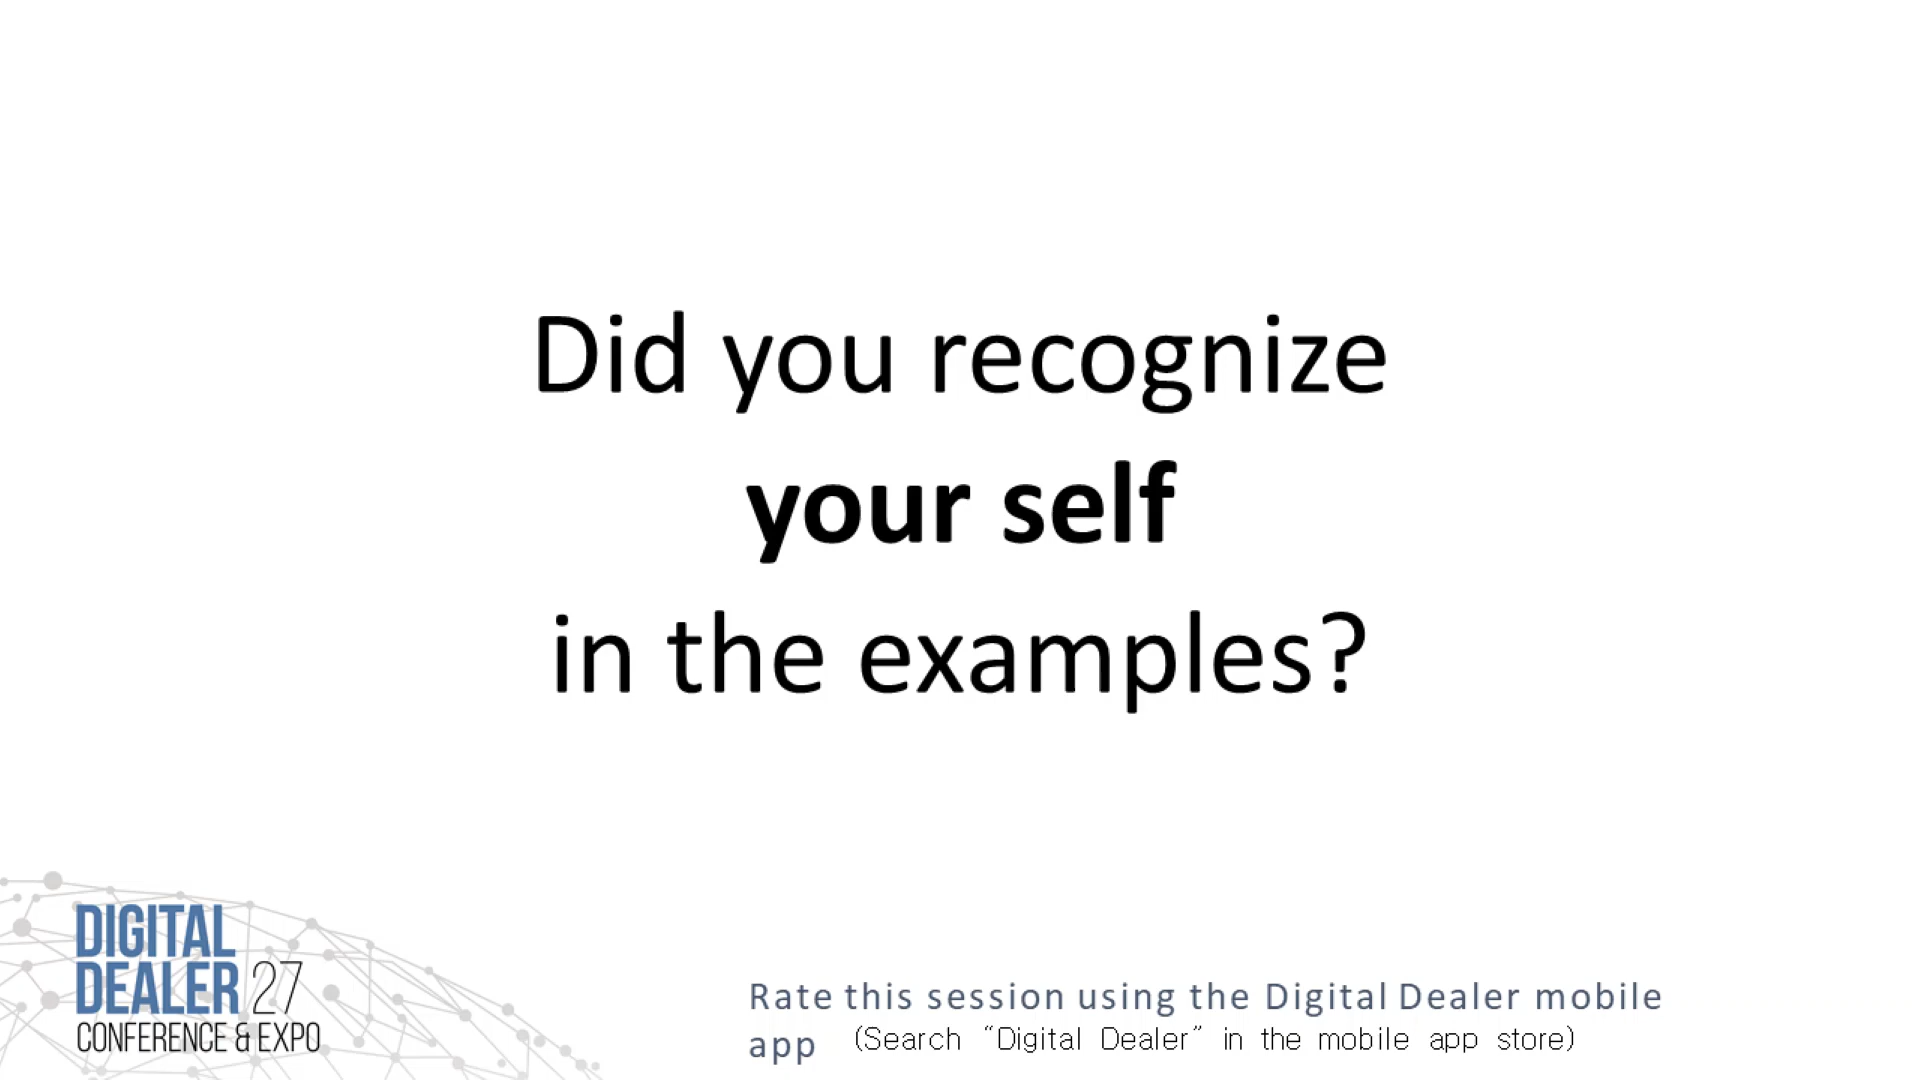 Did you recognize
your self
in the examples?
DIGITAL
DEALER 27
CONFERENCE & EXPO
Rate this session using the Digital Dealer mobile
app (Search “Digital Dealer” in the mobile app store)